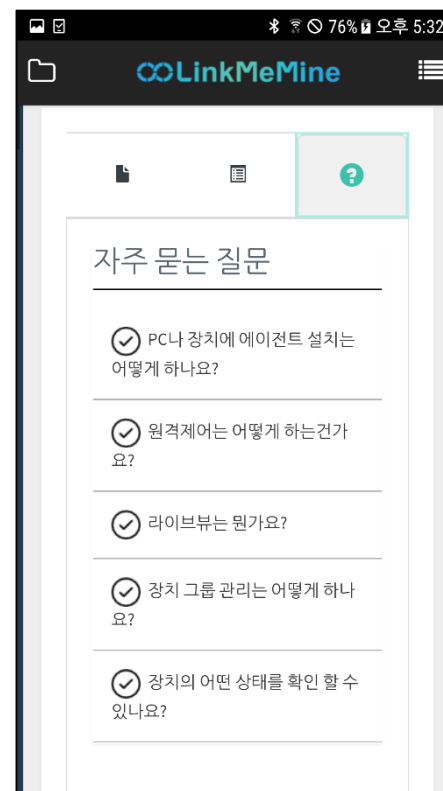 76% 오후 5:32
LinkMeMine
자주 묻는 질문
PC나 장치에 에이전트 설치는
어떻게 하나요?
원격제어는 어떻게 하는건가
요?
라이브뷰는 뭔가요?
장치 그룹 관리는 어떻게 하나
요?
장치의 어떤 상태를 확인 할 수
있나요?